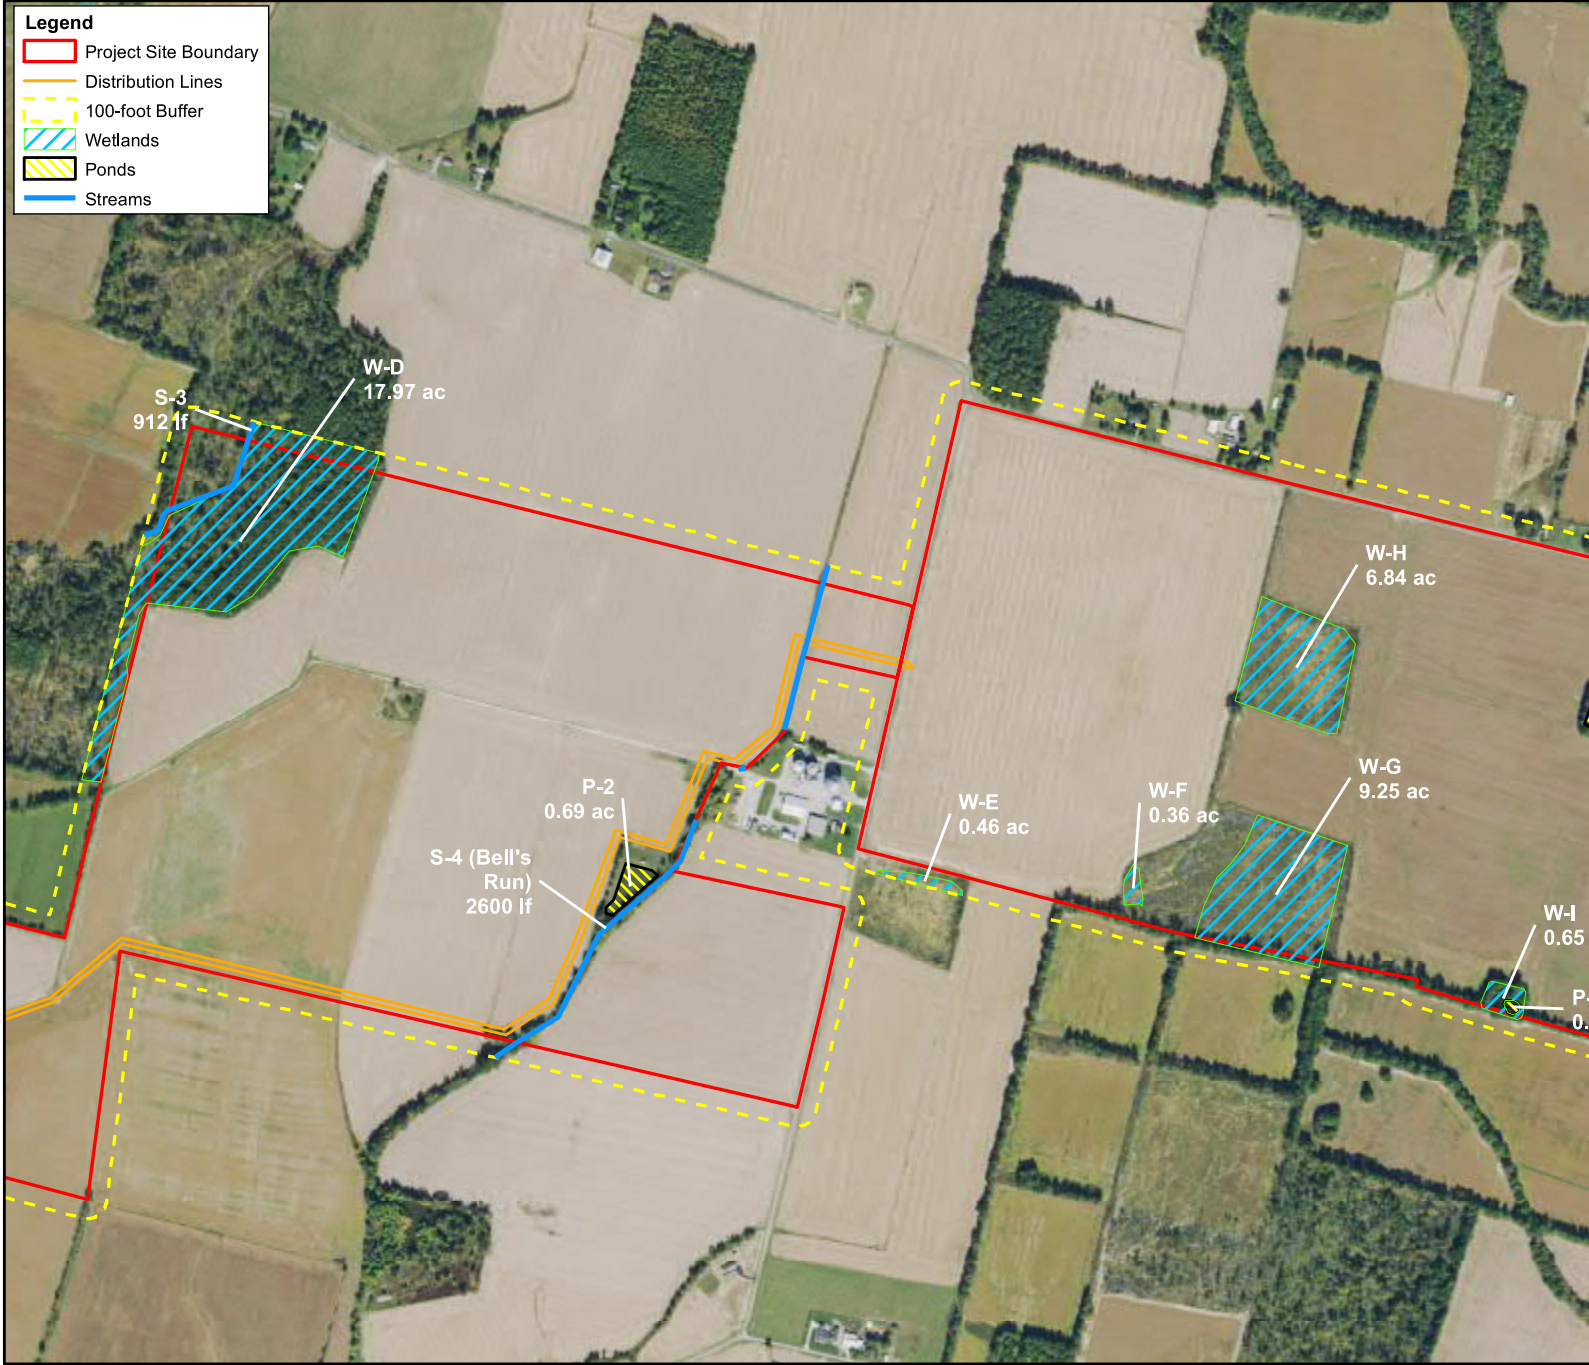 Legend
Project Site Boundary
Distribution Lines
100-foot Buffer
Wetlands
Ponds
Streams
W-D
17.97 ac
S-3
912 lf
W-H
6.84 ac
W-G
9.25 ac
W-F
0.36 ac
W-E
0.46 ac
P-2
0.69 ac
S-4 (Bell's
Run)
2600 lf
W-I
0.65
P-
0.